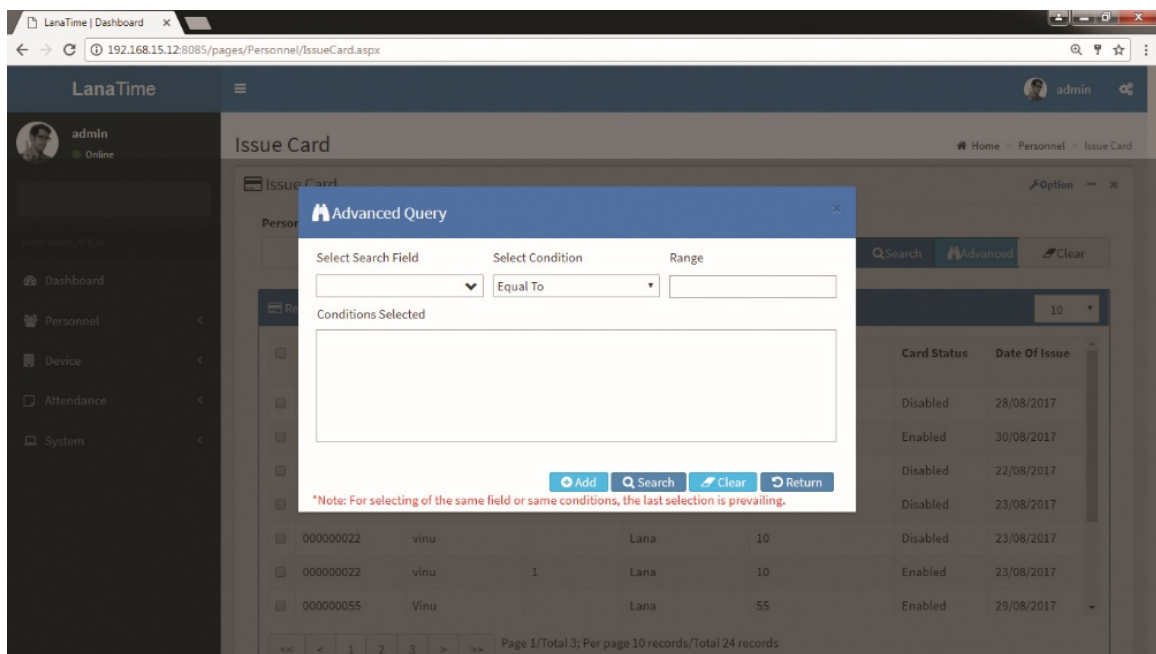 LanaTime | Dashboard
192.168.15.12:8085/pages/Personnel/IssueCard.aspx
LanaTime
admin
admin
Online
Issue Card
Home Personnel Issue Card
Issue Card
Option
Person
Search Advanced Clear
MAIN NAVIGATION
Dashboard
Personnel
Device
Attendance
System
Advanced Query
Select Search Field Select Condition Range
Equal To
Conditions Selected
Add Search Clear Return
*Note: For selecting of the same field or same conditions, the last selection is prevailing.
Re
10
Card Status Date Of Issue
Disabled 28/08/2017
Enabled 30/08/2017
Disabled 22/08/2017
Disabled 23/08/2017
000000022 vinu Lana 10 Disabled 23/08/2017
000000022 vinu 1 Lana 10 Enabled 23/08/2017
000000055 Vinu Lana 55 Enabled 29/08/2017
<< < 1 2 3 > >> Page 1/Total 3; Per page 10 records/Total 24 records